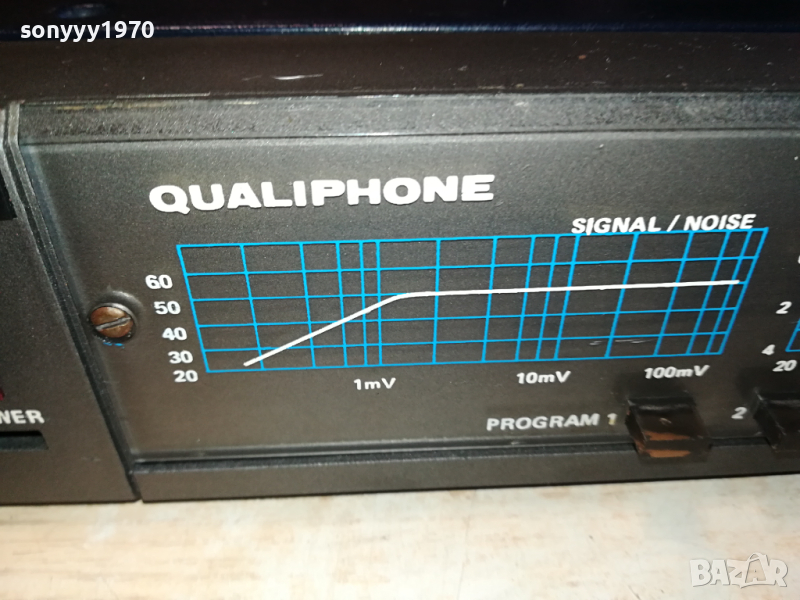 sonyyy1970
QUALIPHONE
SIGNAL / NOISE
60
50
40
30
20
1mV
10mV
100mV
2
4
20
NER
PROGRAM 1
2
BAZAR